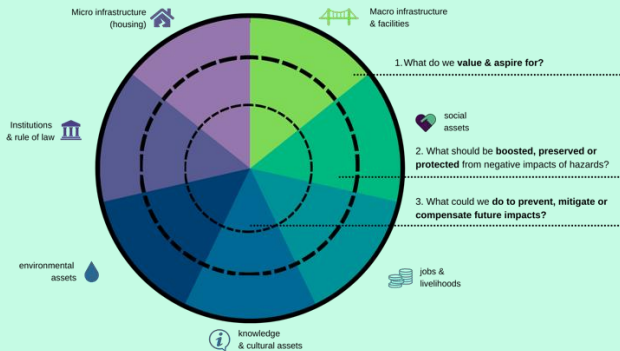 Micro infrastructure
(housing)
Macro infrastructure
& facilities
1. What do we value & aspire for?
Institutions
& rule of law
social
assets
2. What should be boosted, preserved or
protected from negative impacts of hazards?
3. What could we do to prevent, mitigate or
compensate future impacts?
environmental
assets
jobs &
livelihoods
knowledge
& cultural assets